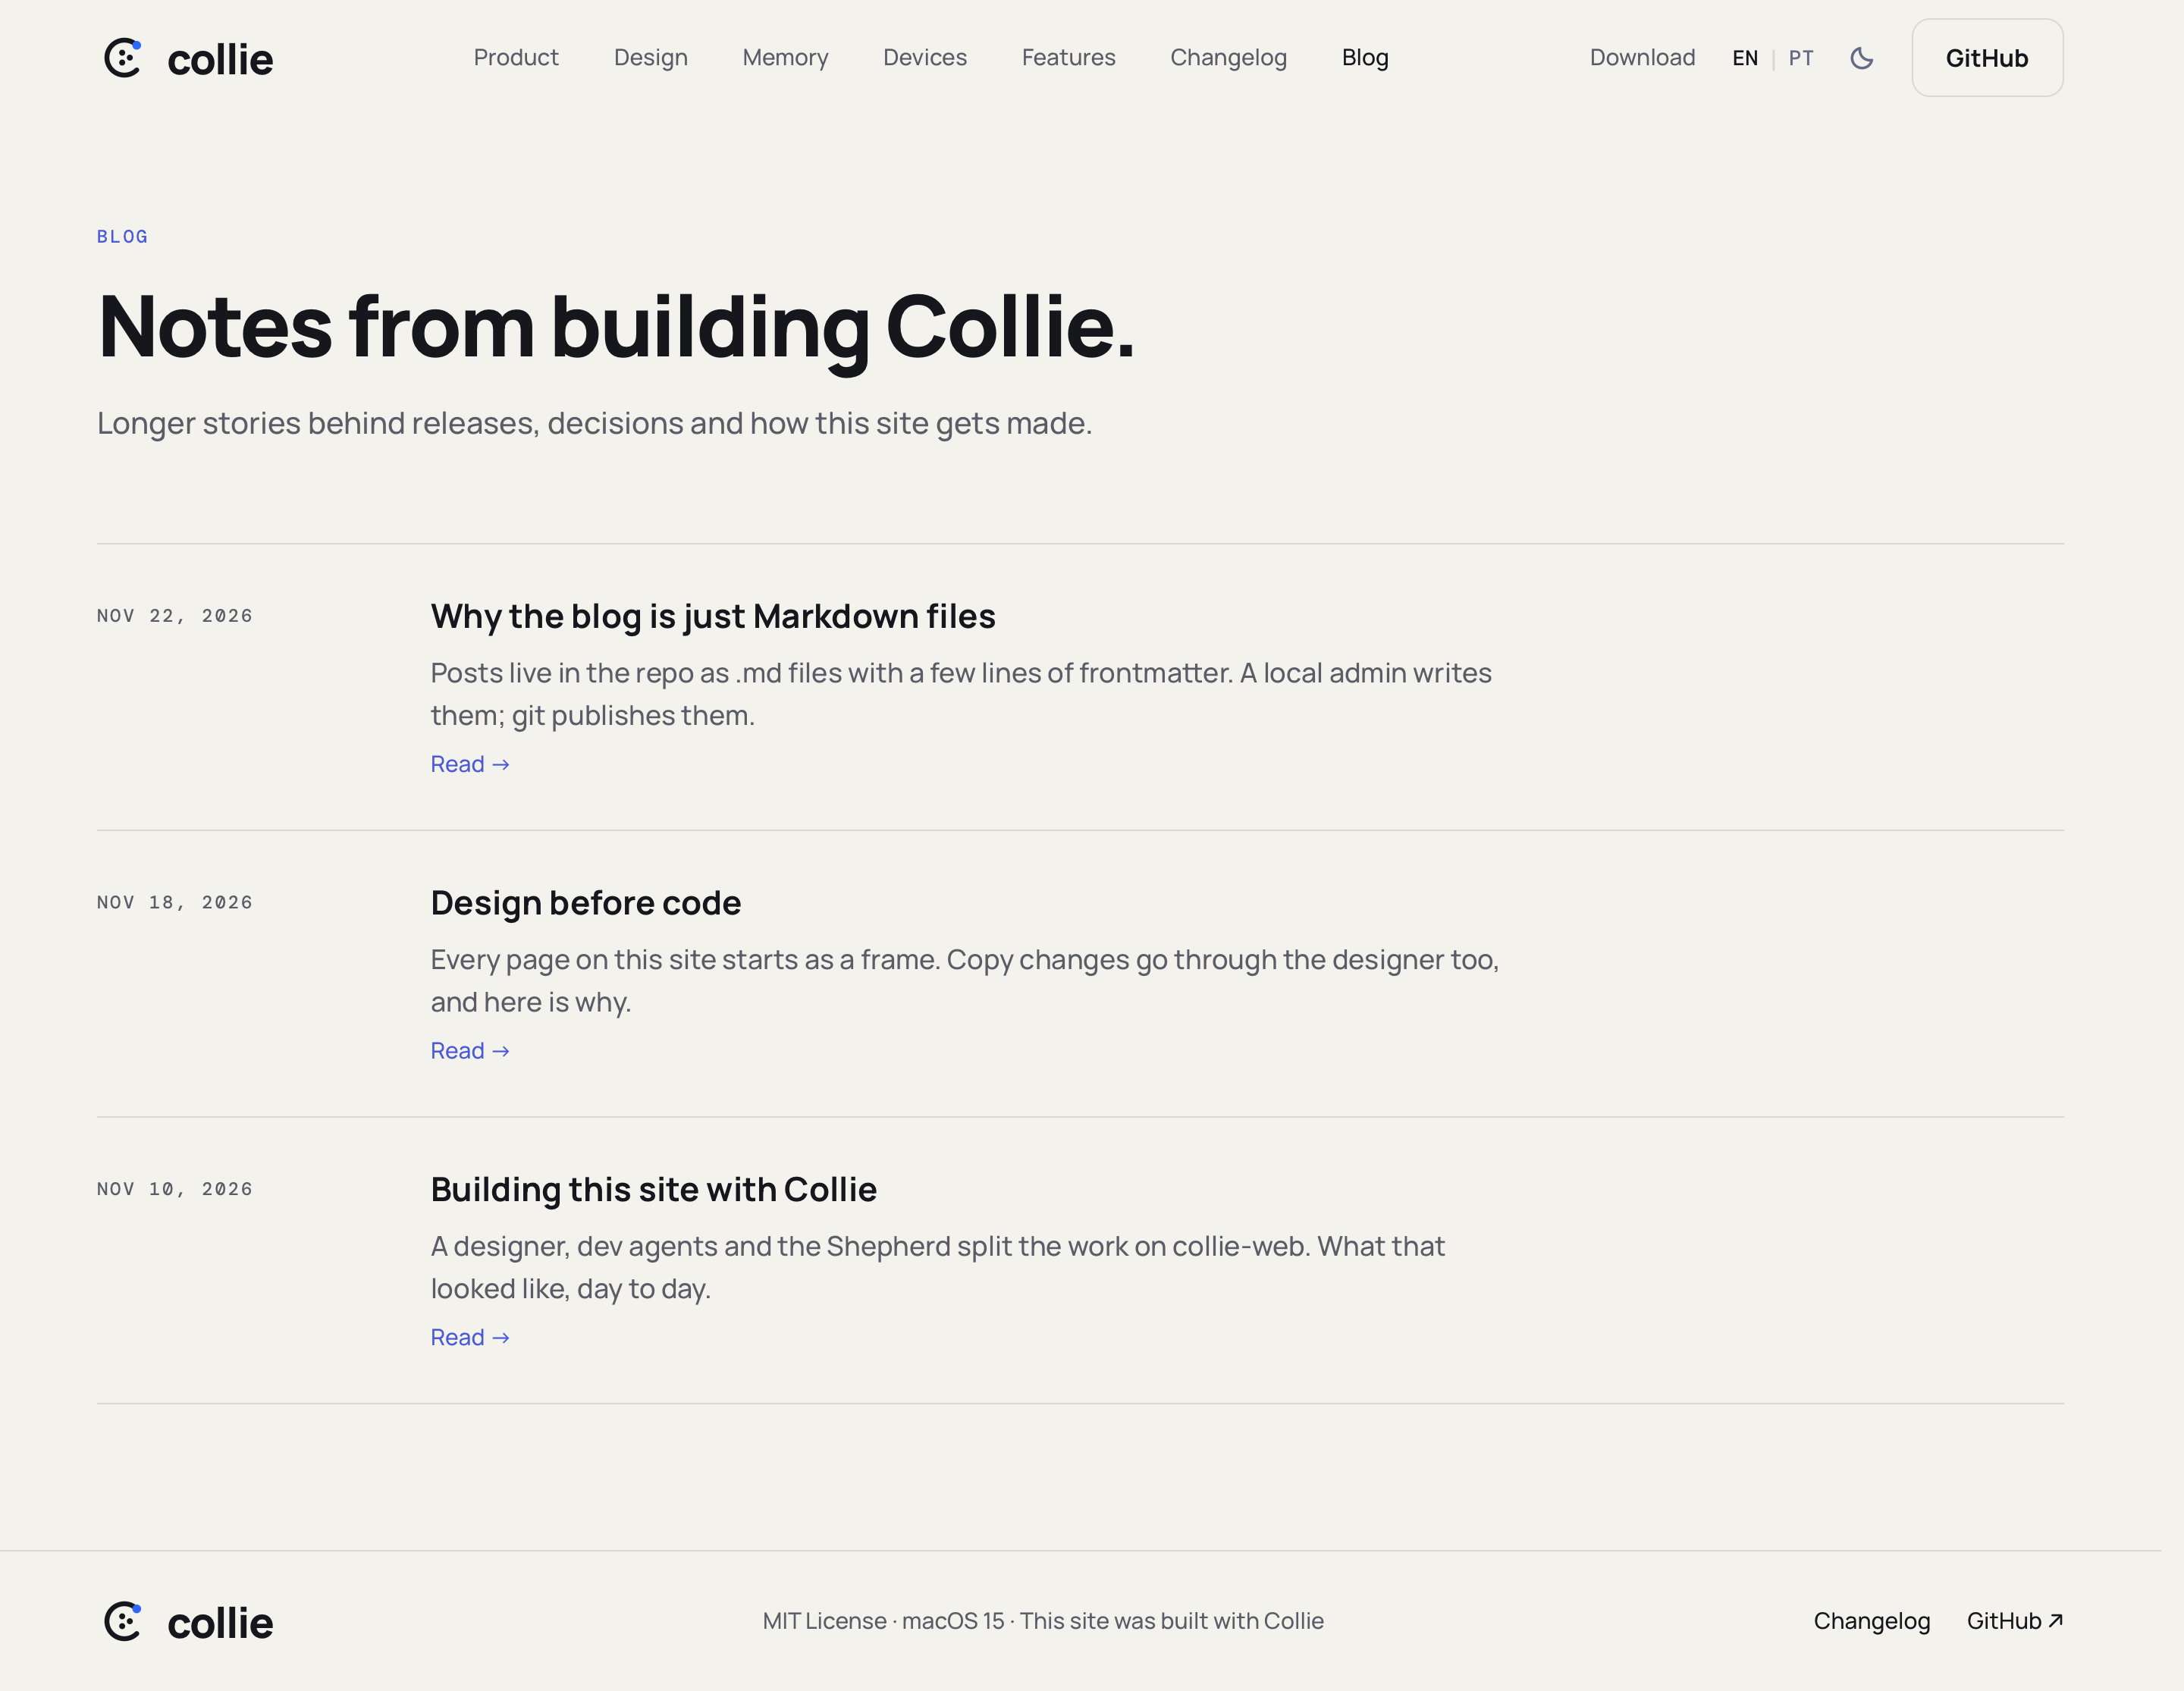 collie
Product Design Memory Devices Features Changelog Blog Download EN | PT GitHub
BLOG
Notes from building Collie.
Longer stories behind releases, decisions and how this site gets made.
NOV 22, 2026
Why the blog is just Markdown files
Posts live in the repo as .md files with a few lines of frontmatter. A local admin writes
them; git publishes them.
Read →
NOV 18, 2026
Design before code
Every page on this site starts as a frame. Copy changes go through the designer too,
and here is why.
Read →
NOV 10, 2026
Building this site with Collie
A designer, dev agents and the Shepherd split the work on collie-web. What that
looked like, day to day.
Read →
collie
MIT License · macOS 15 · This site was built with Collie
Changelog GitHub ↗